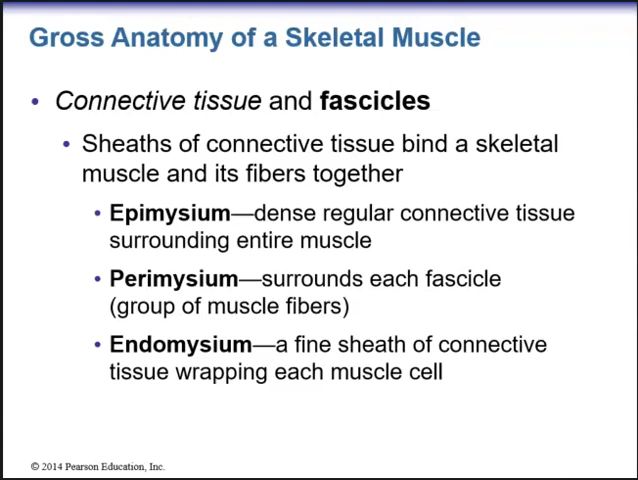 Gross Anatomy of a Skeletal Muscle
• Connective tissue and fascicles
• Sheaths of connective tissue bind a skeletal
muscle and its fibers together
• Epimysium—dense regular connective tissue
surrounding entire muscle
• Perimysium—surrounds each fascicle
(group of muscle fibers)
• Endomysium—a fine sheath of connective
tissue wrapping each muscle cell
© 2014 Pearson Education, Inc.